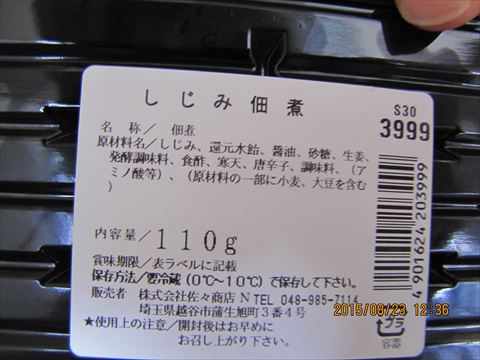 しじみ佃煮
S30
3999
名　称／　佃煮
原材料名／しじみ、還元水飴、醤油、砂糖、生姜、
発酵調味料、食酢、寒天、唐辛子、調味料、（ア
ミノ酸等）、（原材料の一部に小麦、大豆を含む
）
内容量／110g
賞味期限／表ラベルに記載
保存方法／要冷蔵（0℃～10℃）で保存して下さい。
販売者　株式会社佐々商店N TEL 048-985-7114
埼玉県越谷市蒲生旭町３番４号
★使用上の注意／開封後はお早めに
お召し上がり下さい。
4901624203999
プラ
容器
2015/08/23 12:36